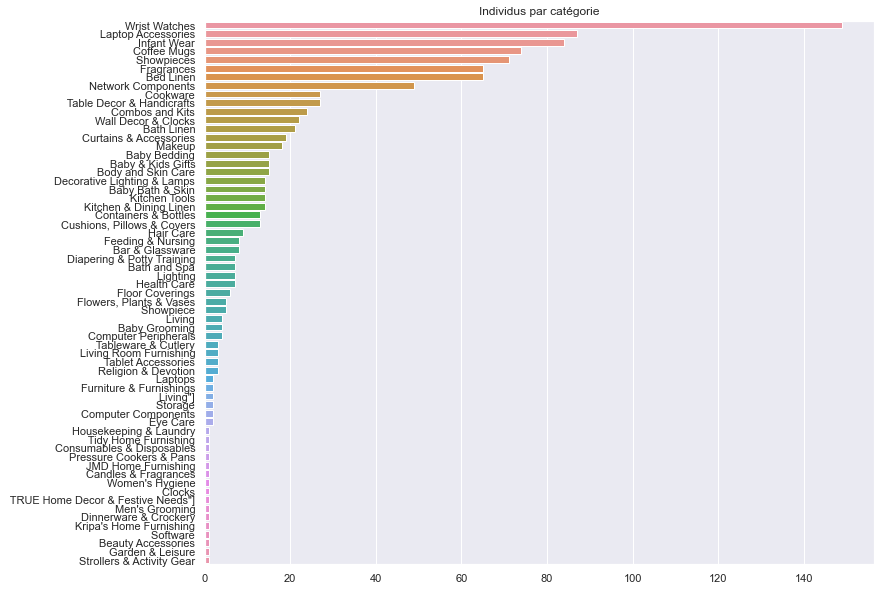 Individus par catégorie
Wrist Watches
Laptop Accessories
Infant Wear
Coffee Mugs
Showpieces
Fragrances
Bed Linen
Network Components
Cookware
Table Decor & Handicrafts
Combos and Kits
Wall Decor & Clocks
Bath Linen
Curtains & Accessories
Makeup
Baby Bedding
Baby & Kids Gifts
Body and Skin Care
Decorative Lighting & Lamps
Baby Bath & Skin
Kitchen Tools
Kitchen & Dining Linen
Containers & Bottles
Cushions, Pillows & Covers
Hair Care
Feeding & Nursing
Bar & Glassware
Diapering & Potty Training
Bath and Spa
Lighting
Health Care
Floor Coverings
Flowers, Plants & Vases
Showpiece
Living
Baby Grooming
Computer Peripherals
Tableware & Cutlery
Living Room Furnishing
Tablet Accessories
Religion & Devotion
Laptops
Furniture & Furnishings
Living"]
Storage
Computer Components
Eye Care
Housekeeping & Laundry
Tidy Home Furnishing
Consumables & Disposables
Pressure Cookers & Pans
JMD Home Furnishing
Candles & Fragrances
Women's Hygiene
Clocks
TRUE Home Decor & Festive Needs"]
Men's Grooming
Dinnerware & Crockery
Kripa's Home Furnishing
Software
Beauty Accessories
Garden & Leisure
Strollers & Activity Gear
0 20 40 60 80 100 120 140